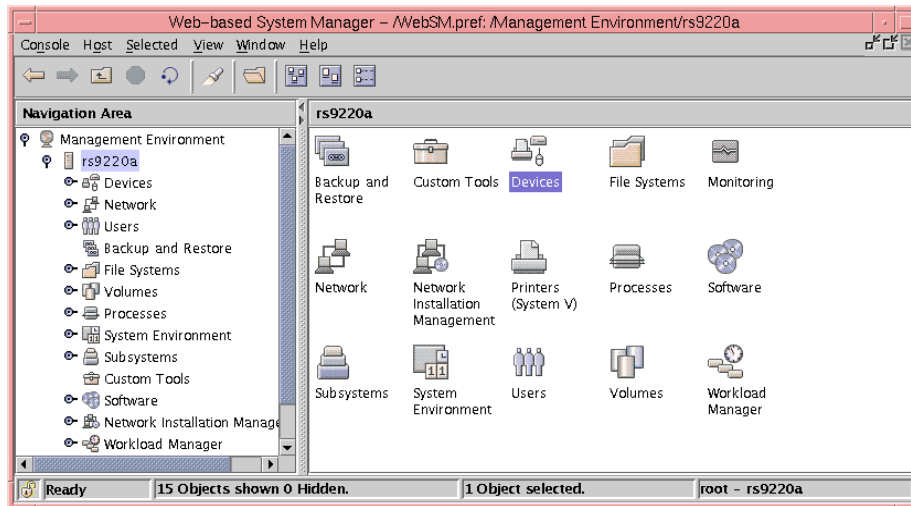 Web-based System Manager - /WebSM.pref: /Management Environment/rs9220a
Console Host Selected View Window Help
Navigation Area
Management Environment
rs9220a
Devices
Network
Users
Backup and Restore
File Systems
Volumes
Processes
System Environment
Subsystems
Custom Tools
Software
Network Installation Manage
Workload Manager
rs9220a
Backup and
Restore
Custom Tools
Devices
File Systems
Monitoring
Network
Network
Installation
Management
Printers
(System V)
Processes
Software
Subsystems
System
Environment
Users
Volumes
Workload
Manager
Ready
15 Objects shown 0 Hidden.
1 Object selected.
root - rs9220a